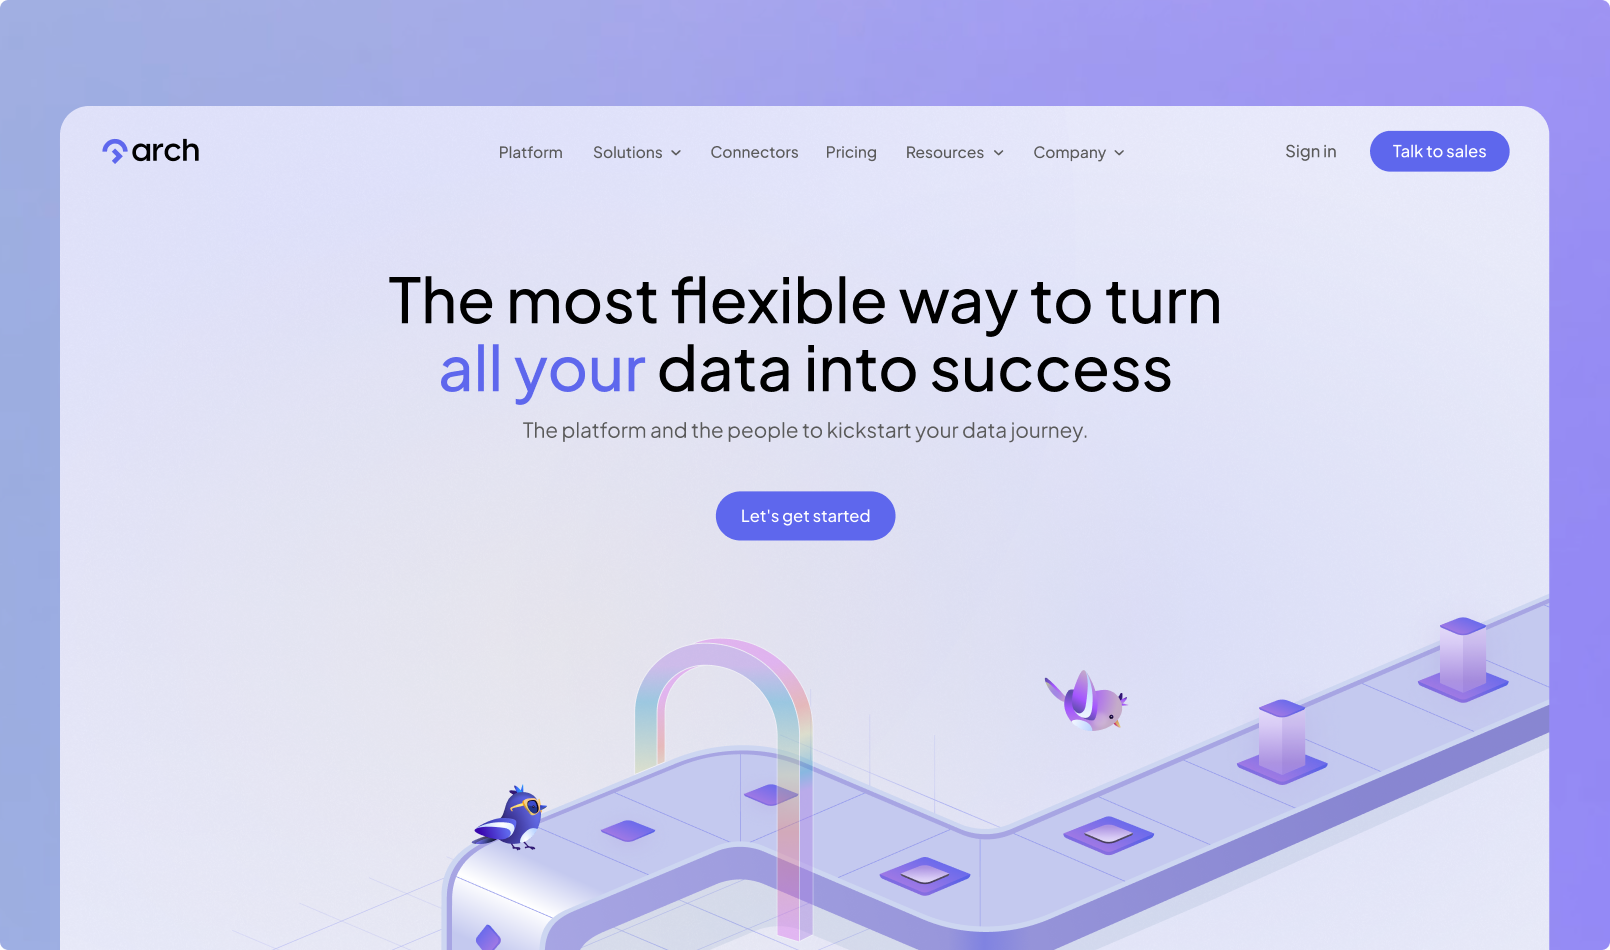 arch
Platform
Solutions
Connectors
Pricing
Resources
Company
Sign in
Talk to sales
The most flexible way to turn
all your data into success
The platform and the people to kickstart your data journey.
Let's get started